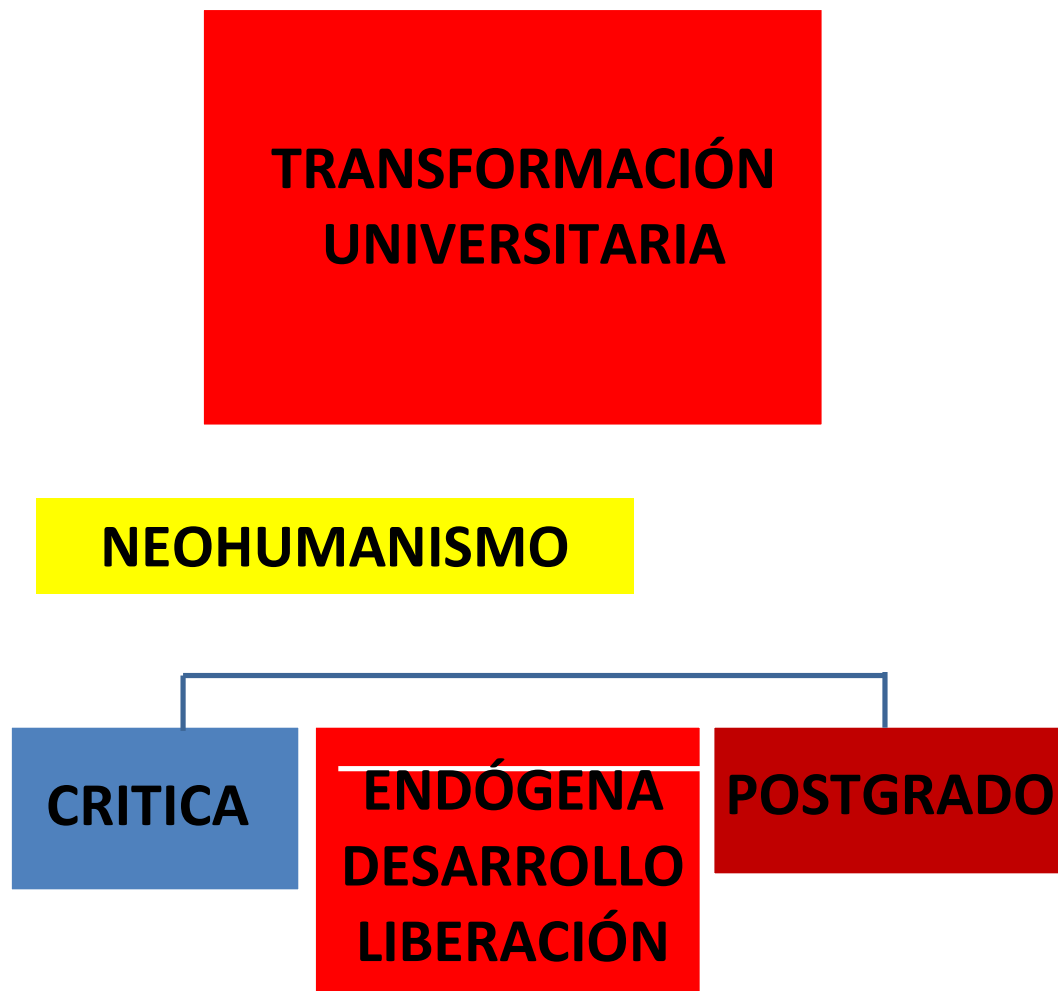 TRANSFORMACIÓN
UNIVERSITARIA
NEOHUMANISMO
CRITICA
ENDÓGENA
DESARROLLO
LIBERACIÓN
POSTGRADO